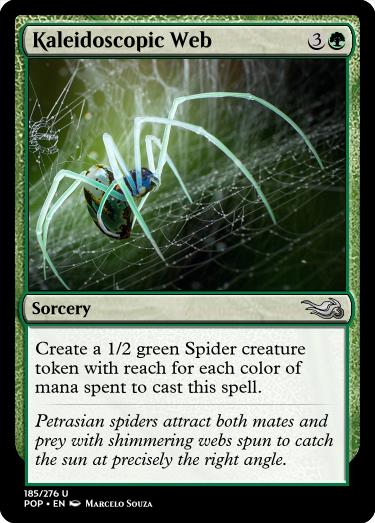 Kaleidoscopic Web 3
Sorcery
Create a 1/2 green Spider creature
token with reach for each color of
mana spent to cast this spell.
Petrasian spiders attract both mates and
prey with shimmering webs spun to catch
the sun at precisely the right angle.
185/276 U
POP • EN Marcelo Souza